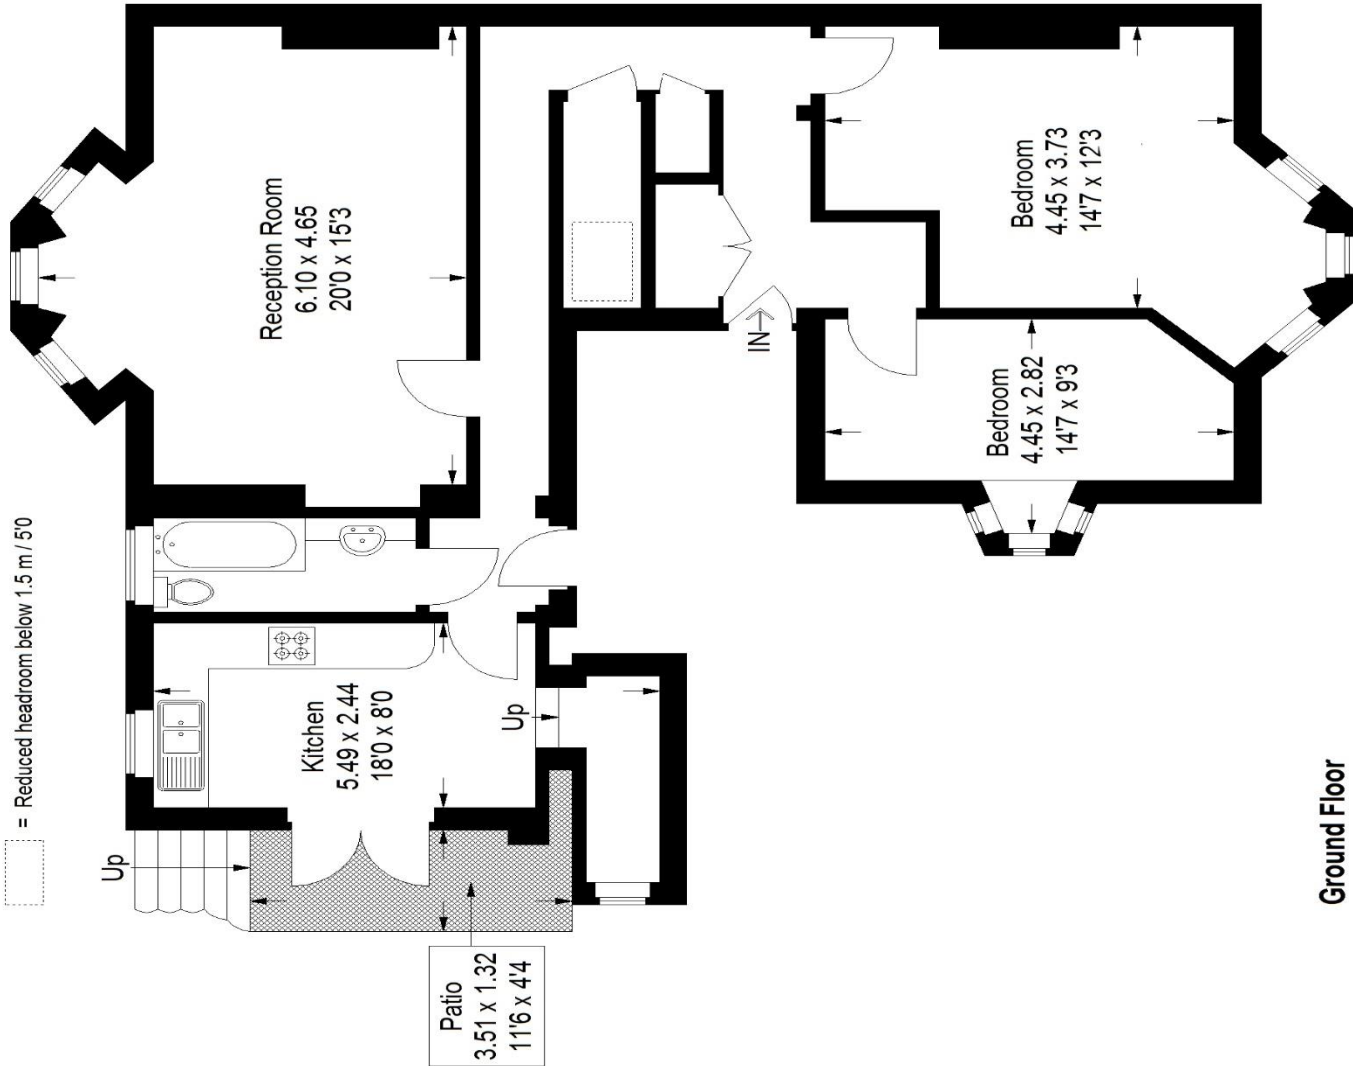 = Reduced headroom below 1.5 m / 5'0
Reception Room
6.10 x 4.65
20'0 x 15'3
Bedroom
4.45 x 3.73
14'7 x 12'3
IN
Bedroom
4.45 x 2.82
14'7 x 9'3
Kitchen
5.49 x 2.44
18'0 x 8'0
Up
Up
Patio
3.51 x 1.32
11'6 x 4'4
Ground Floor